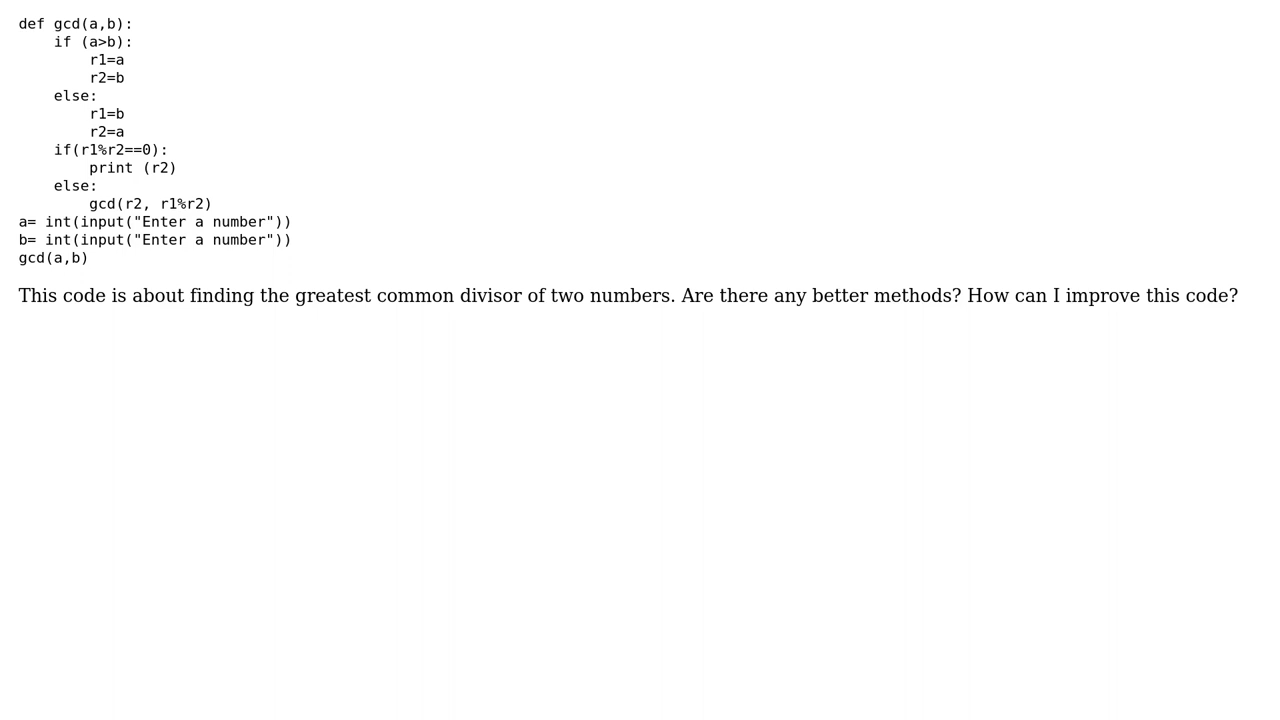 def gcd(a,b):
    if (a>b):
        r1=a
        r2=b
    else:
        r1=b
        r2=a
    if(r1%r2==0):
        print (r2)
    else:
        gcd(r2, r1%r2)
a= int(input("Enter a number"))
b= int(input("Enter a number"))
gcd(a,b)
This code is about finding the greatest common divisor of two numbers. Are there any better methods? How can I improve this code?